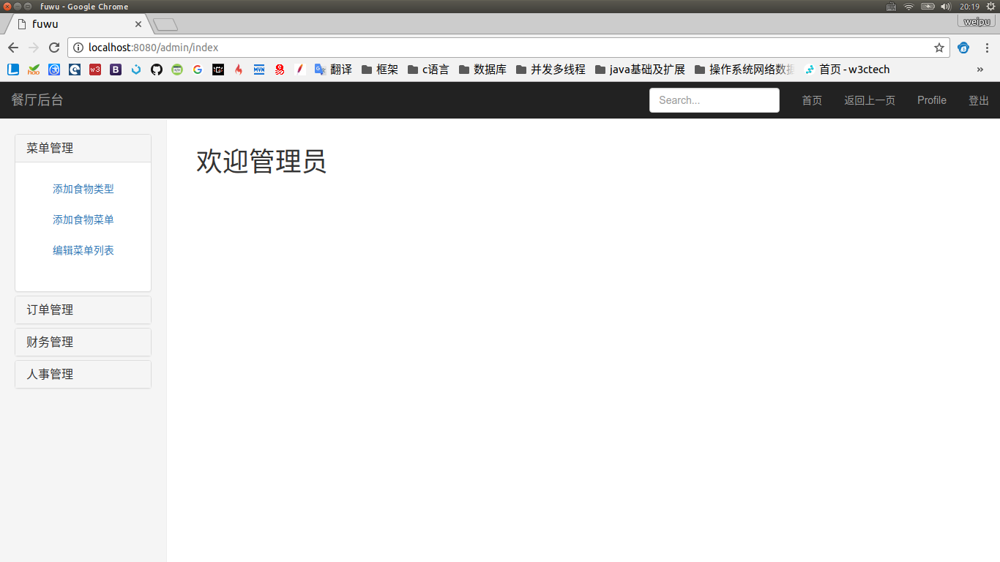 fuwu - Google Chrome
20:19
fuwu
weipu
localhost:8080/admin/index
翻译 框架 c语言 数据库 并发多线程 java基础及扩展 操作系统网络数据 首页 - w3ctech »
餐厅后台
Search...
首页 返回上一页 Profile 登出
菜单管理
添加食物类型
添加食物菜单
编辑菜单列表
订单管理
财务管理
人事管理
欢迎管理员